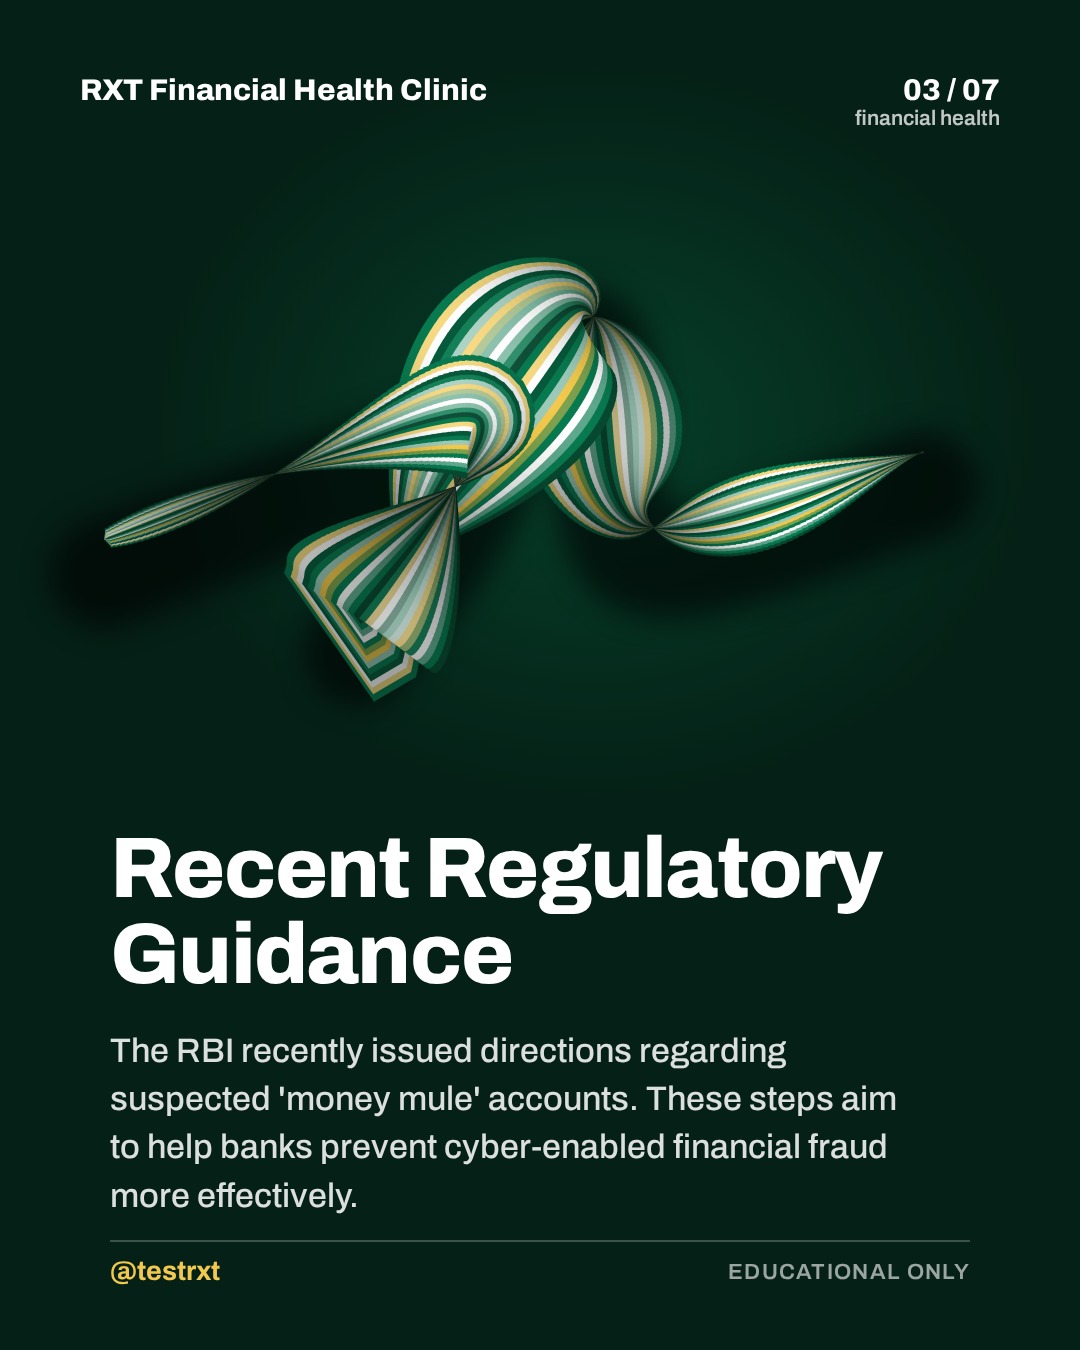 RXT Financial Health Clinic
03 / 07
financial health
Recent Regulatory
Guidance
The RBI recently issued directions regarding
suspected 'money mule' accounts. These steps aim
to help banks prevent cyber-enabled financial fraud
more effectively.
@testrxt
EDUCATIONAL ONLY